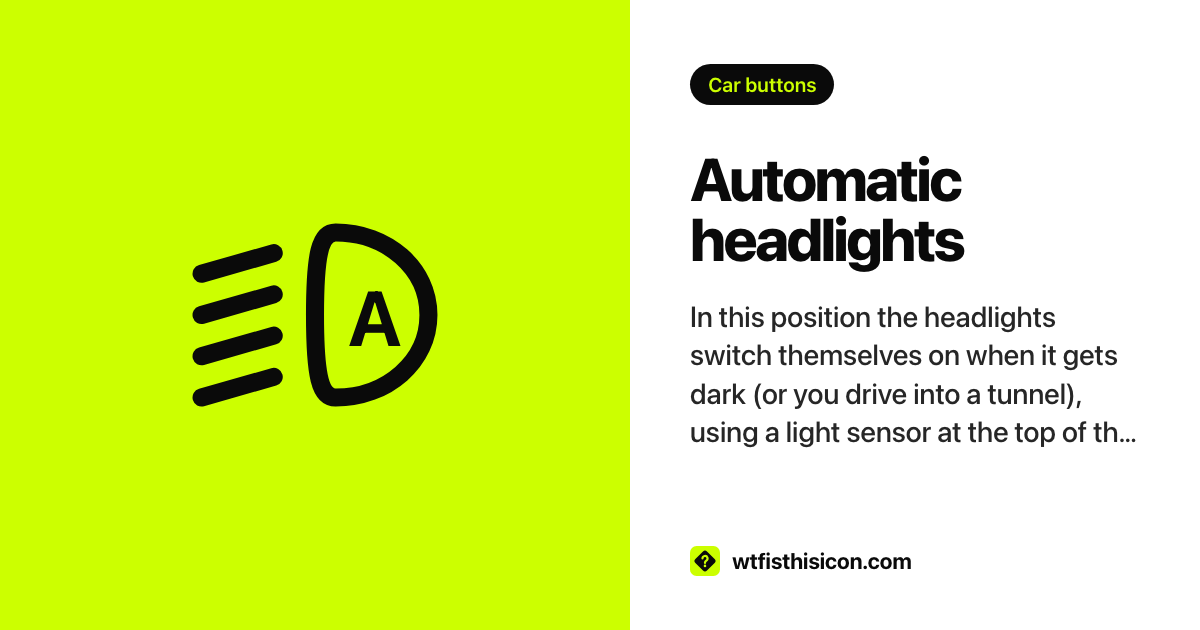 A
Car buttons
Automatic
headlights
In this position the headlights
switch themselves on when it gets
dark (or you drive into a tunnel),
using a light sensor at the top of th...
?
wtfisthisicon.com